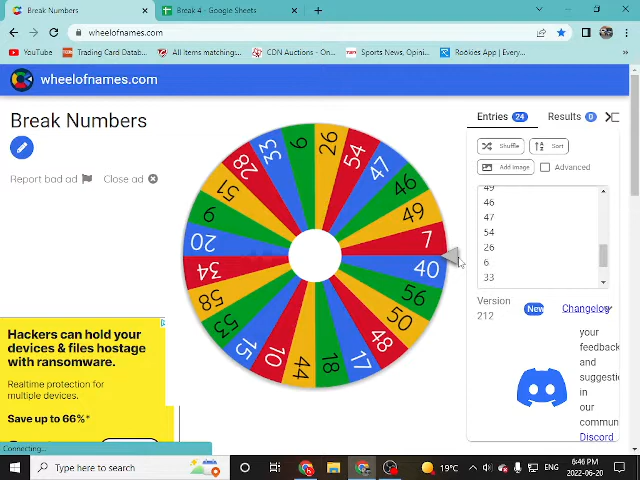 Break Numbers
Break 4 - Google Sheets
wheelofnames.com
YouTube
Trading Card Datab...
All Items matching:...
CDN Auctions - On...
Sports News, Opini...
Rookies App | Every...
wheelofnames.com
Break Numbers
Report bad ad
Close ad
26
54
47
46
49
7
40
56
50
48
17
18
44
10
15
53
58
34
20
9
51
28
33
6
Entries 24
Results 0
Shuffle
Sort
Add image
Advanced
49
46
47
54
26
6
33
Version
212
New
Changelog
your
feedback
and
suggestic
in
our
commun
Discord
Hackers can hold your
devices & files hostage
with ransomware.
Realtime protection for
multiple devices.
Save up to 66%*
Connecting...
Type here to search
19°C
ENG
6:46 PM
2022-06-20